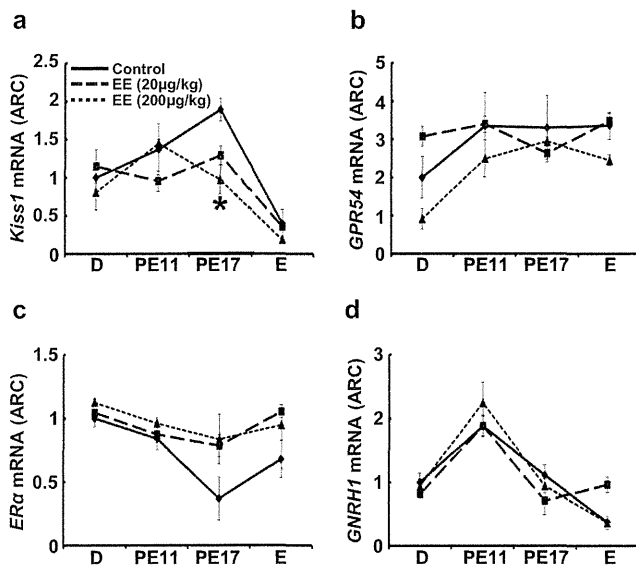 a
Kiss1 mRNA (ARC)
2.5
2
1.5
1
0.5
0
Control
EE (20µg/kg)
EE (200µg/kg)
*
D PE11 PE17 E
b
GPR54 mRNA (ARC)
5
4
3
2
1
0
D PE11 PE17 E
c
ERα mRNA (ARC)
1.5
1
0.5
0
D PE11 PE17 E
d
GNRH1 mRNA (ARC)
3
2
1
0
D PE11 PE17 E